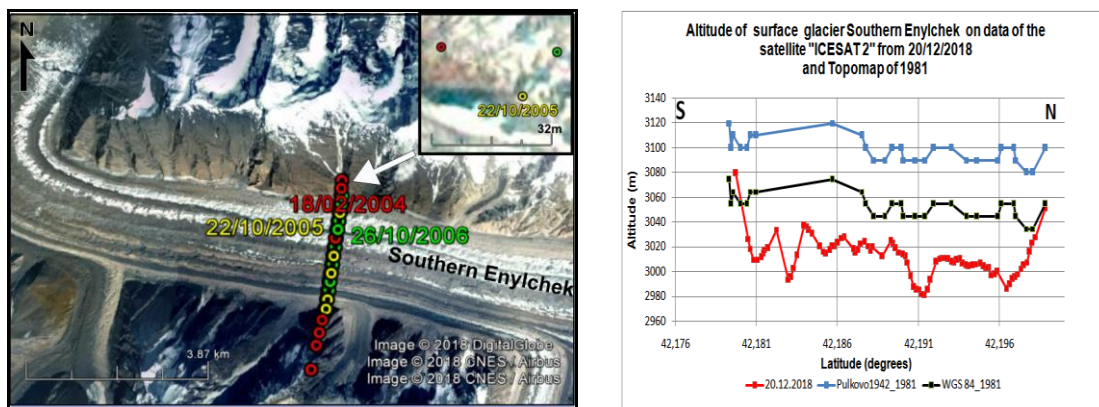 N
22/10/2005
32m
18/02/2004
22/10/2005
26/10/2006
Southern Enylchek
3.87 km
Image © 2018 DigitalGlobe
Image © 2018 CNES / Airbus
Image © 2018 CNES / Airbus
Altitude of surface glacier Southern Enylchek on data of the
satellite "ICESAT 2" from 20/12/2018
and Topomap of 1981
S
N
Altitude (m)
3140
3120
3100
3080
3060
3040
3020
3000
2980
2960
42,176
42,181
42,186
42,191
42,196
Latitude (degrees)
20.12.2018
Pulkovo1942_1981
WGS 84_1981